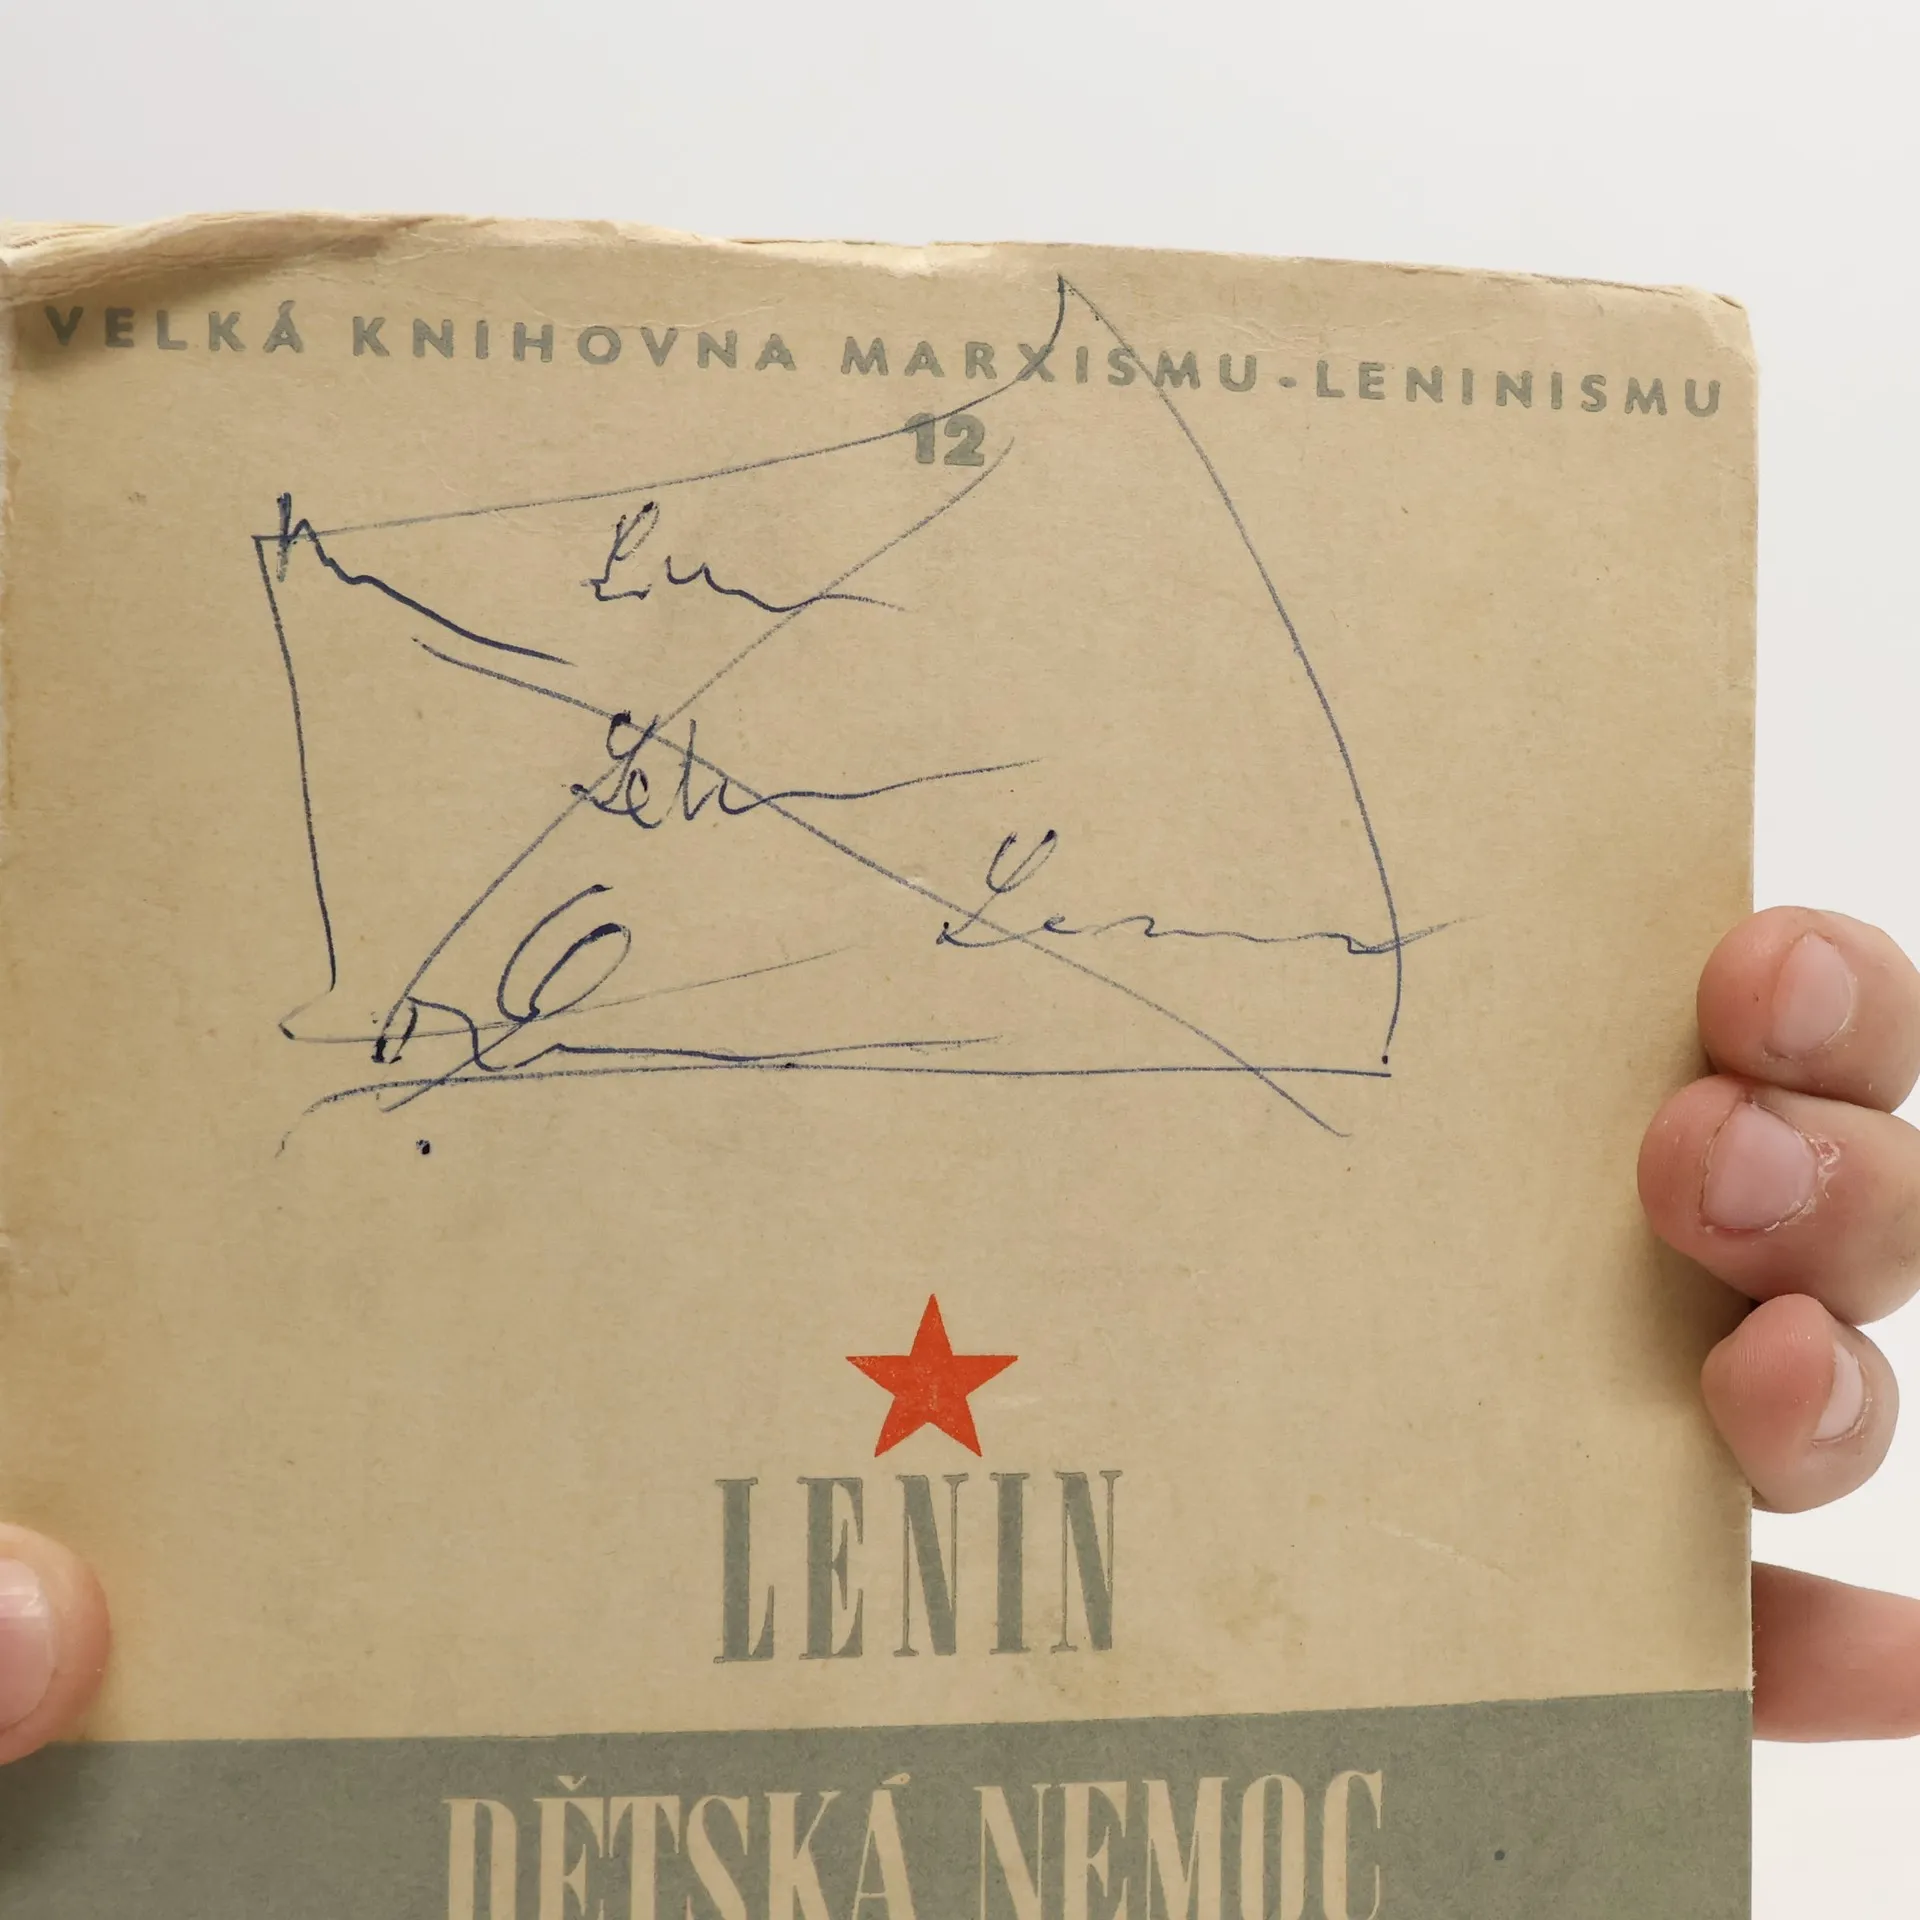 VELKÁ KNIHOVNA MARXISMU-LENINISMU
12
LENIN
DĚTSKÁ NEMOC